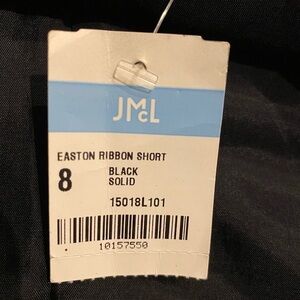 JMcL
EASTON RIBBON SHORT
8 BLACK
SOLID
15018L101
10157550